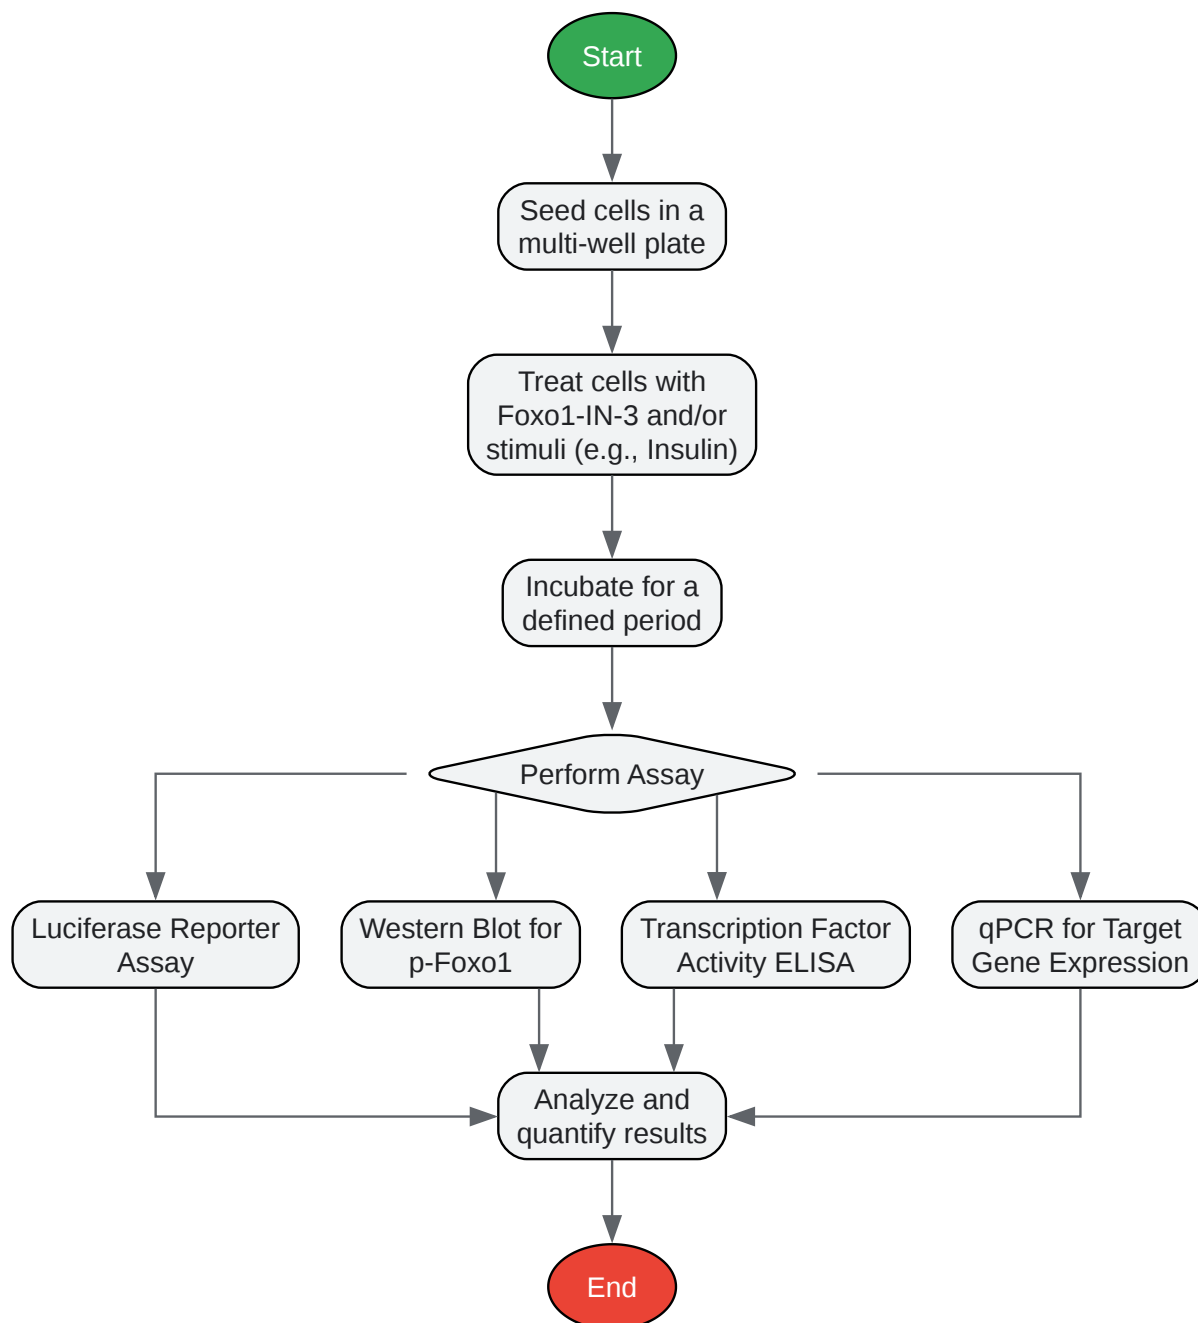 Start
Seed cells in a
multi-well plate
Treat cells with
Foxo1-IN-3 and/or
stimuli (e.g., Insulin)
Incubate for a
defined period
Perform Assay
Luciferase Reporter
Assay
Western Blot for
p-Foxo1
Transcription Factor
Activity ELISA
qPCR for Target
Gene Expression
Analyze and
quantify results
End